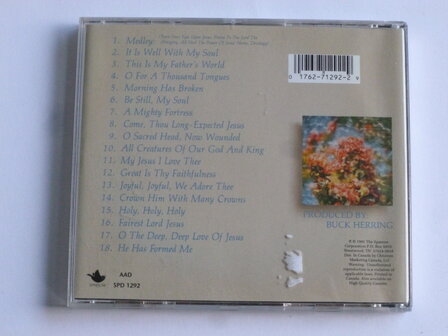 1. Medley:
2. It Is Well With My Soul
3. This Is My Father's World
4. O For A Thousand Tongues
5. Morning Has Broken
6. Be Still, My Soul
7. A Mighty Fortress
8. Come, Thou Long-Expected Jesus
9. O Sacred Head, Now Wounded
10. All Creatures Of Our God And King
11. My Jesus I Love Thee
12. Great Is Thy Faithfulness
13. Joyful, Joyful, We Adore Thee
14. Crown Him With Many Crowns
15. Holy, Holy, Holy
16. Fairest Lord Jesus
17. O The Deep, Deep Love Of Jesus
18. He Has Formed Me
0 1762-71292-2 9
PRODUCED BY
BUCK HERRING
AAD
SPD 1292